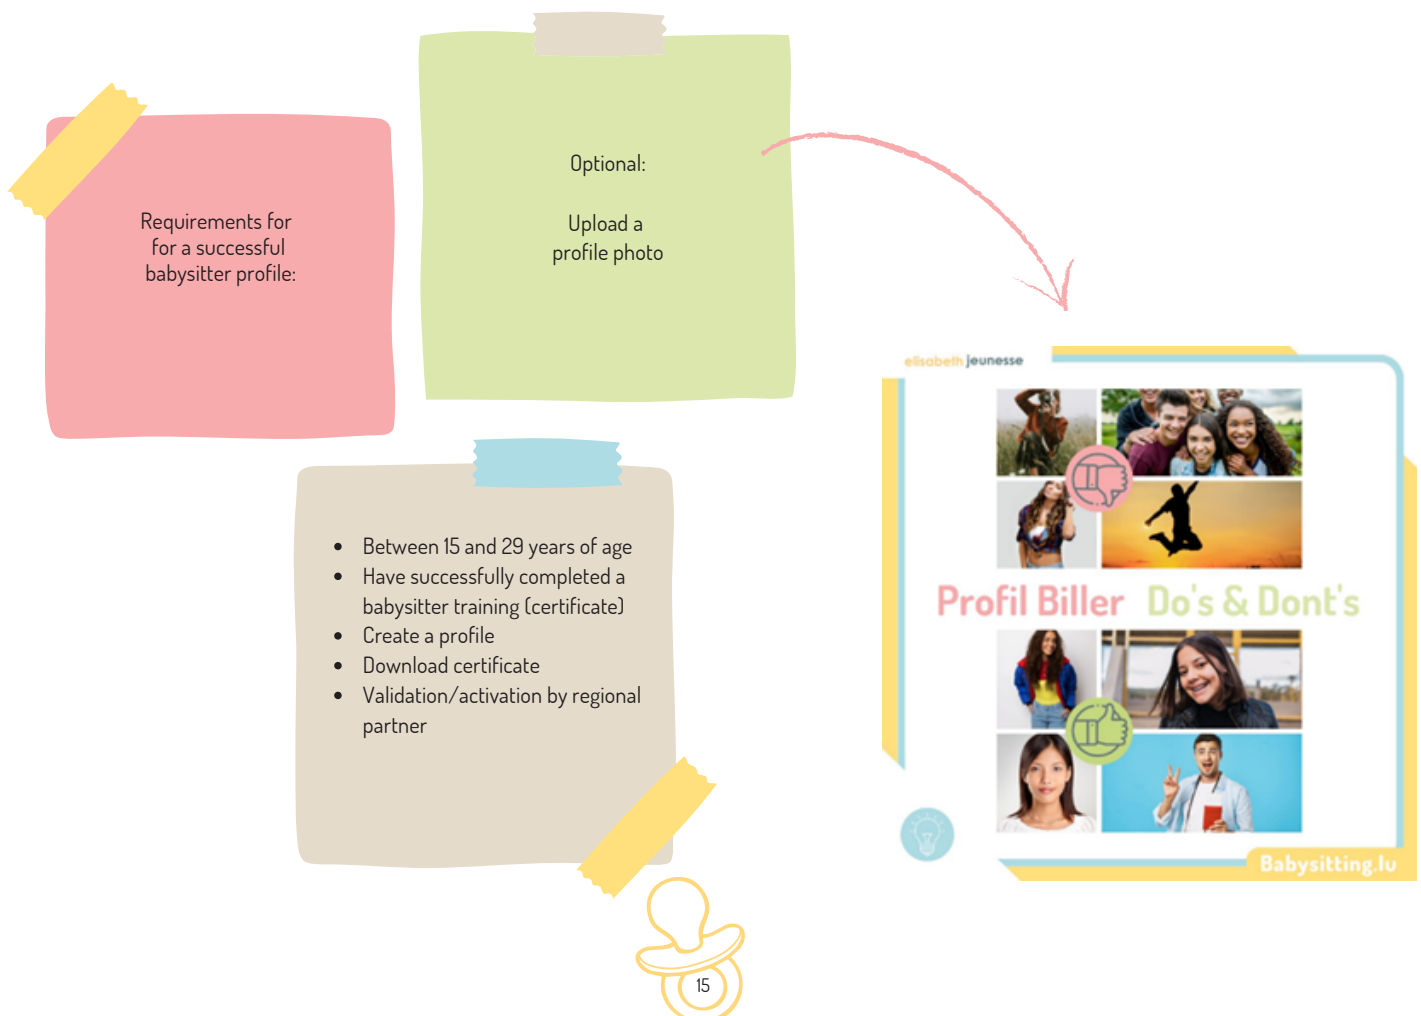 Requirements for
for a successful
babysitter profile:
Optional:
Upload a
profile photo
• Between 15 and 29 years of age
• Have successfully completed a
babysitter training (certificate)
• Create a profile
• Download certificate
• Validation/activation by regional
partner
elisabeth jeunesse
Profil Biller Do's & Dont's
Babysitting.lu
15